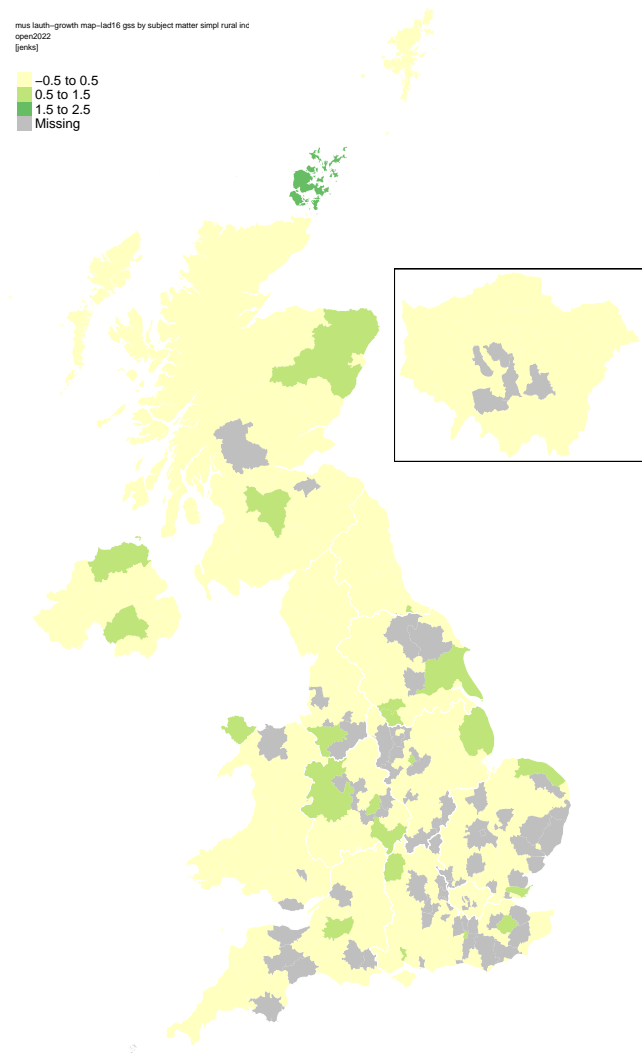 mus lauth−growth map−lad16 gss by subject matter simpl rural ind
open2022
[jenks]
−0.5 to 0.5
0.5 to 1.5
1.5 to 2.5
Missing